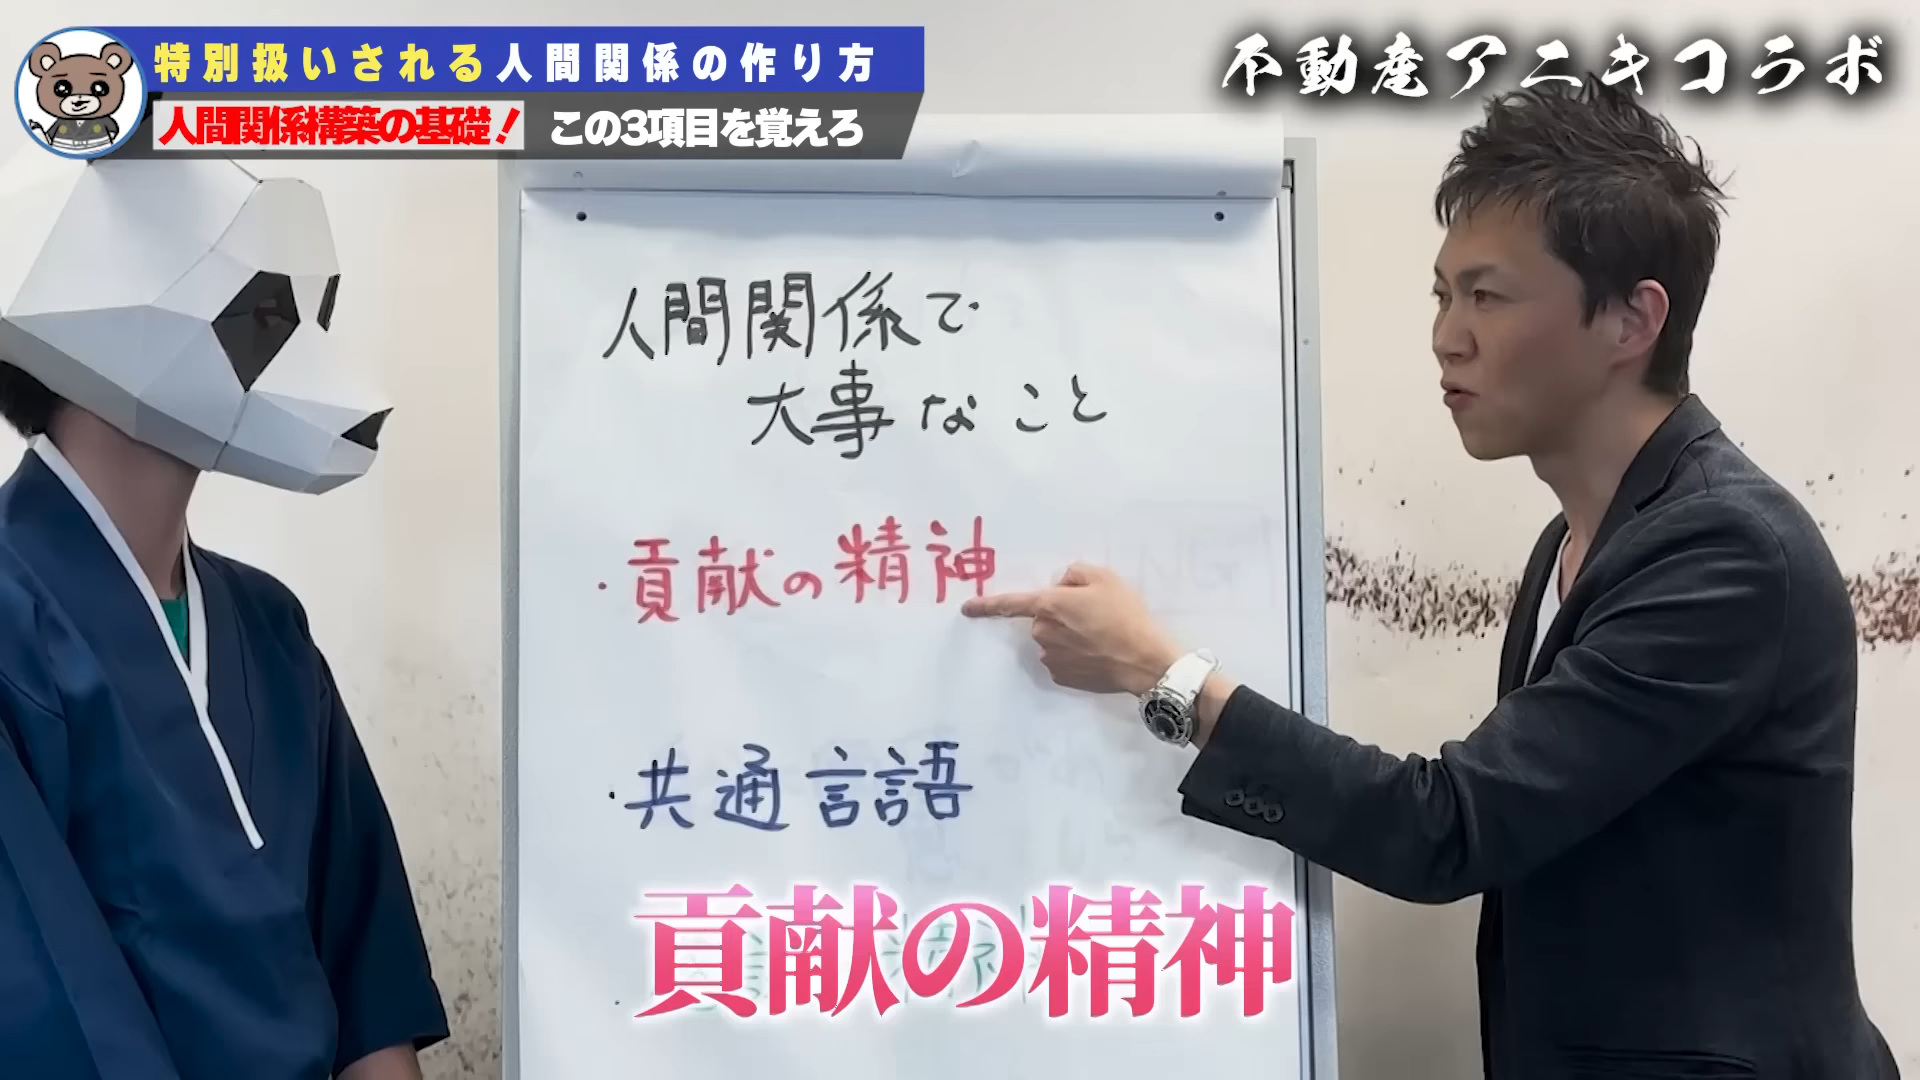 特別扱いされる人間関係の作り方
人間関係構築の基礎！ この3項目を覚えろ
不動産アニキコラボ
人間関係で
大事なこと
・貢献の精神
・共通言語
貢献の精神